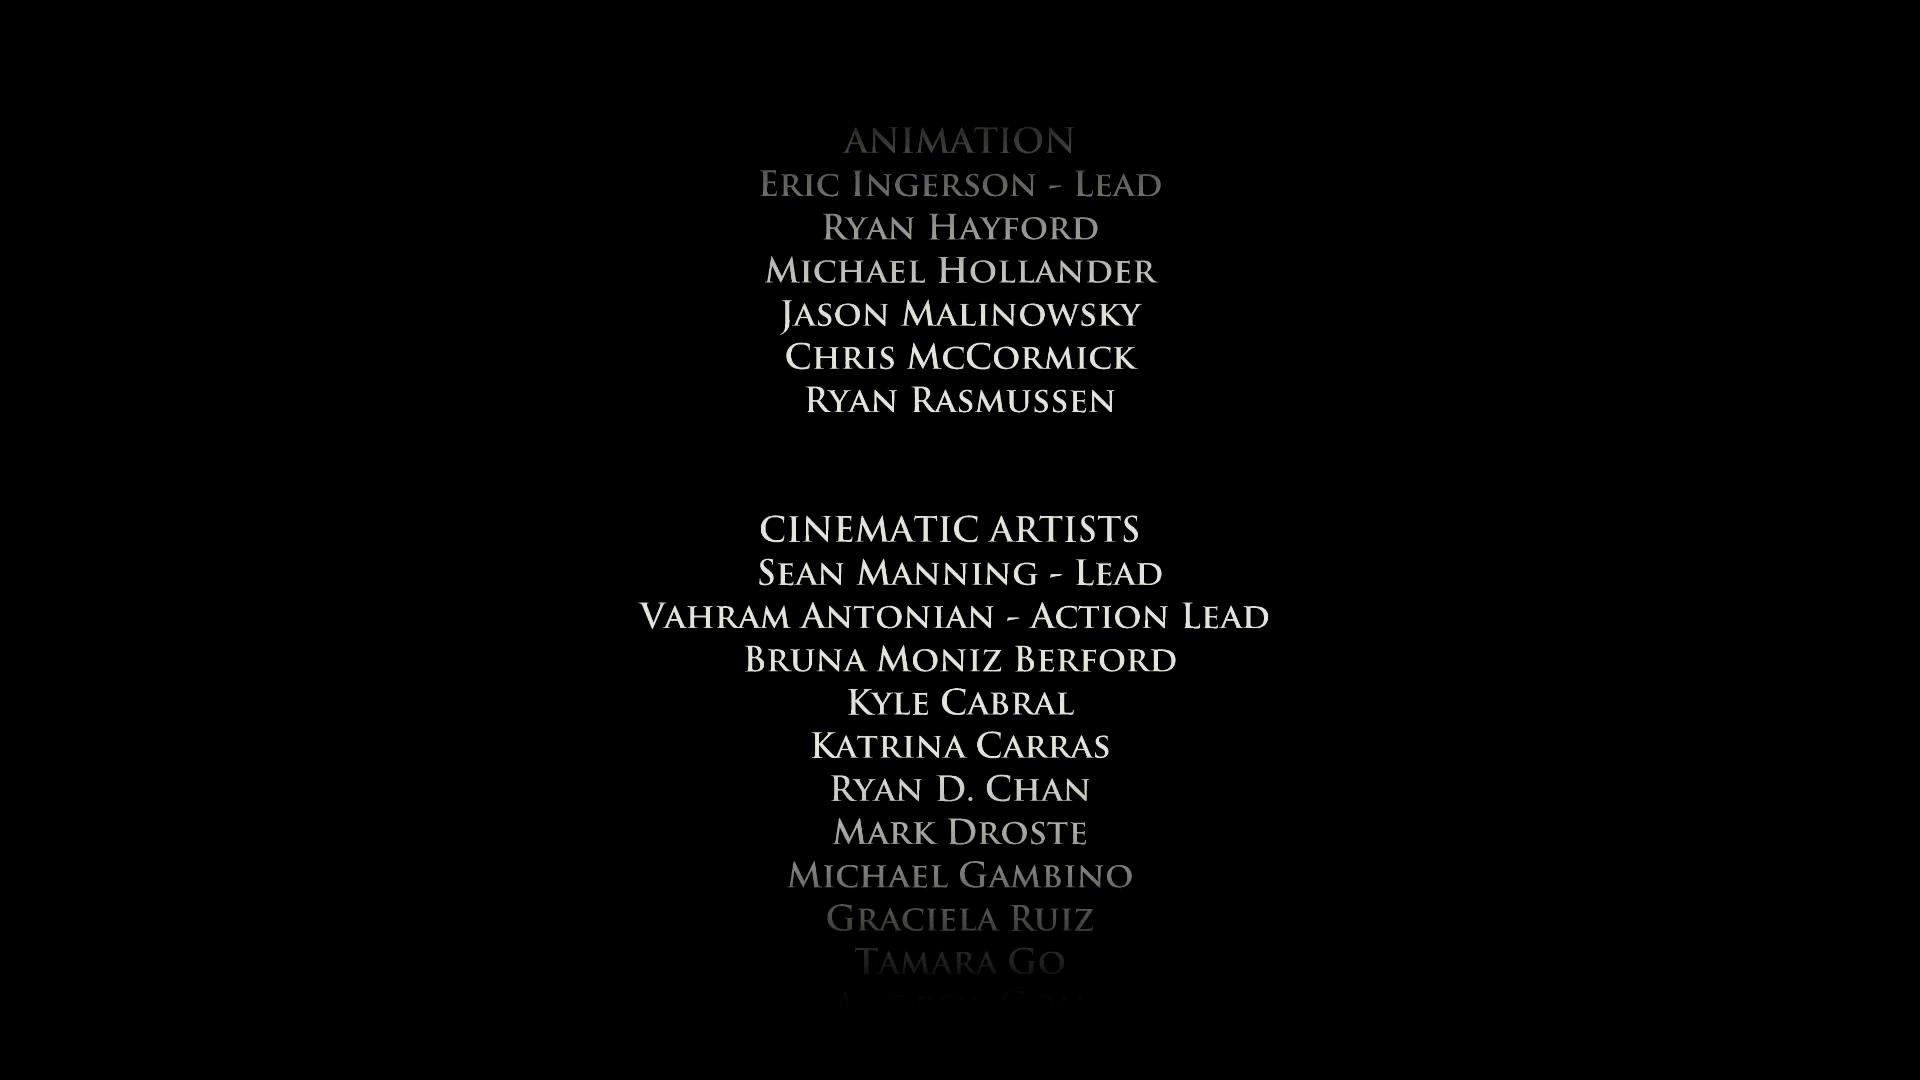 ANIMATION
Eric Ingerson - Lead
Ryan Hayford
Michael Hollander
Jason Malinowsky
Chris McCormick
Ryan Rasmussen
CINEMATIC ARTISTS
Sean Manning - Lead
Vahram Antonian - Action Lead
Bruna Moniz Berford
Kyle Cabral
Katrina Carras
Ryan D. Chan
Mark Droste
Michael Gambino
Graciela Ruiz
Tamara Go